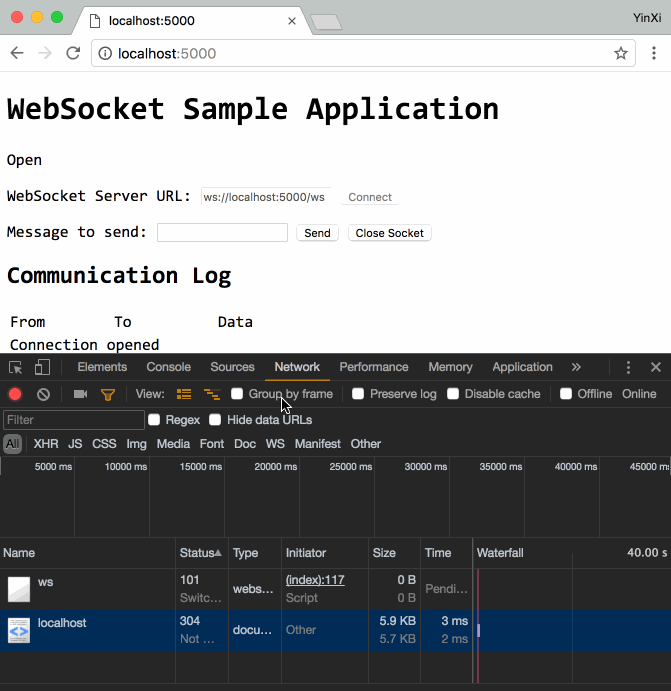 localhost:5000
YinXi
localhost:5000
WebSocket Sample Application
Open
WebSocket Server URL: ws://localhost:5000/ws Connect
Message to send: Send Close Socket
Communication Log
From To Data
Connection opened
Elements Console Sources Network Performance Memory Application »
View: Group by frame Preserve log Disable cache Offline Online
Filter Regex Hide data URLs
All XHR JS CSS Img Media Font Doc WS Manifest Other
5000 ms 10000 ms 15000 ms 20000 ms 25000 ms 30000 ms 35000 ms 40000 ms 45000 m
Name Status Type Initiator Size Time Waterfall 40.00 s
ws 101 webs… (index):117 0 B Pendi…
Switc… Script 0 B
localhost 304 docu… Other 5.9 KB 3 ms
Not … 5.7 KB 2 ms